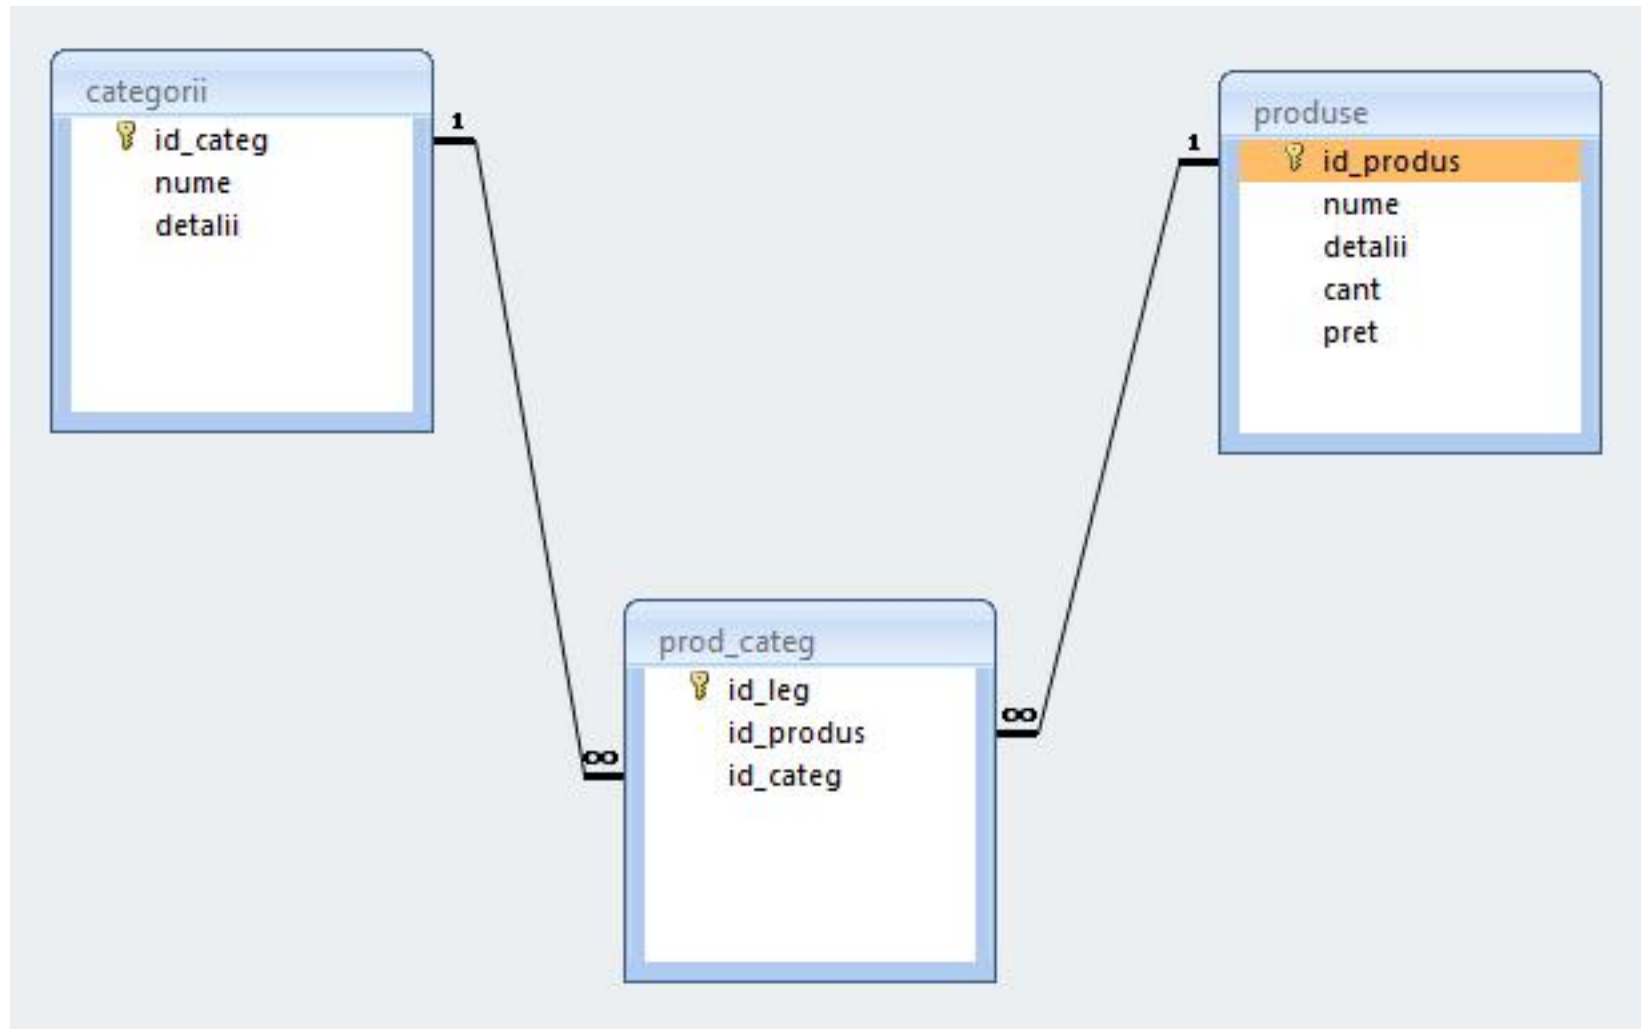 categorii
id_categ
nume
detalii
1
produse
id_produs
nume
detalii
cant
pret
1
prod_categ
id_leg
id_produs
id_categ
∞
∞